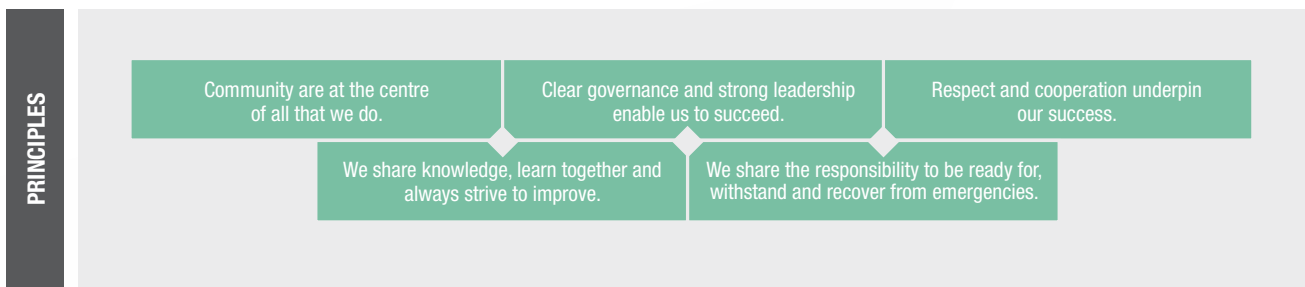 PRINCIPLES
Community are at the centre
of all that we do.
Clear governance and strong leadership
enable us to succeed.
Respect and cooperation underpin
our success.
We share knowledge, learn together and
always strive to improve.
We share the responsibility to be ready for,
withstand and recover from emergencies.